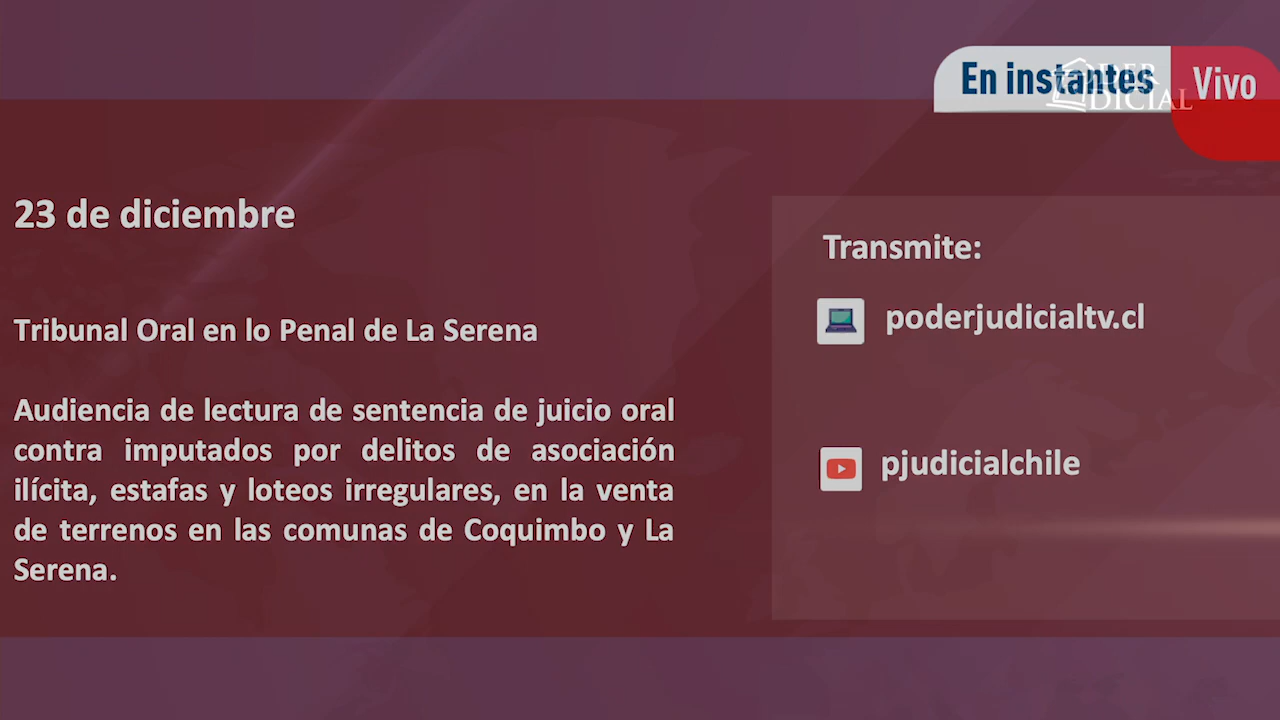 En instantes Vivo
23 de diciembre
Transmite:
poderjudicialtv.cl
Tribunal Oral en lo Penal de La Serena
Audiencia de lectura de sentencia de juicio oral
contra imputados por delitos de asociación
ilícita, estafas y loteos irregulares, en la venta
de terrenos en las comunas de Coquimbo y La
Serena.
pjudicialchile